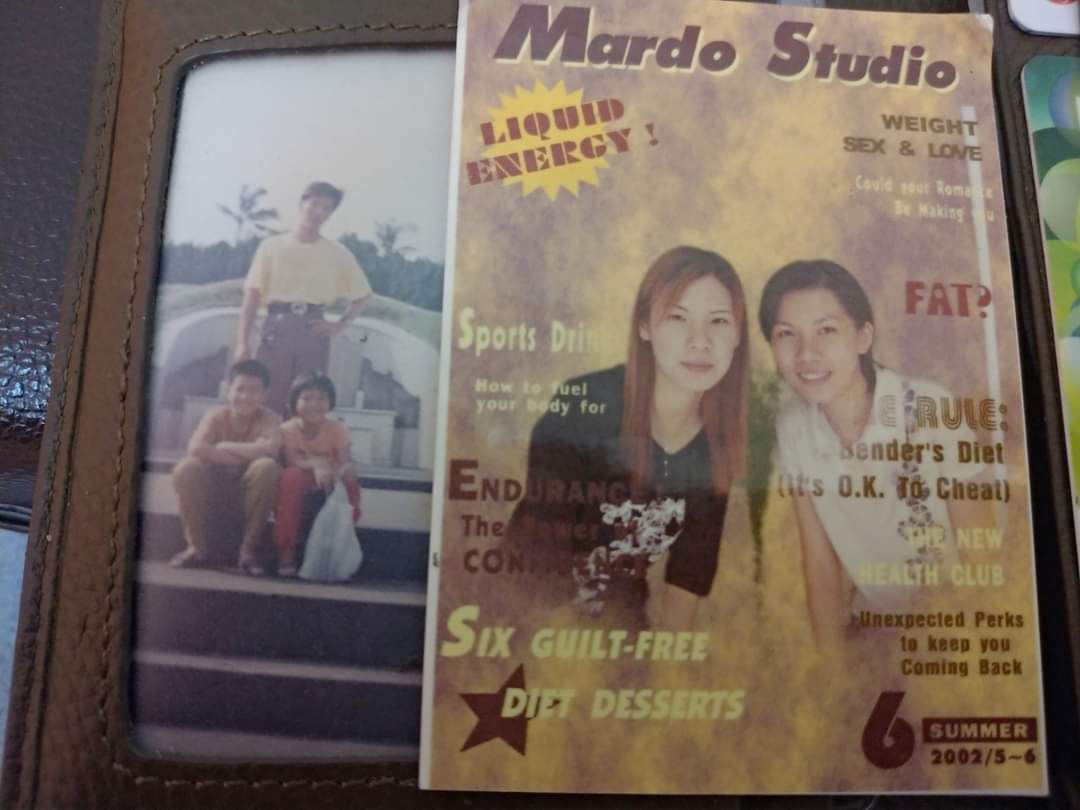 Mardo Studio
LIQUID
ENERGY !
WEIGHT
SEX & LOVE
Could your Romance
Be Making you
FAT?
Sports
How to fuel
your body for
ENDURANCE
The Power
RULE:
Bender's Diet
(It's O.K. To Cheat)
THE NEW
HEALTH CLUB
Unexpected Perks
to keep you
Coming Back
SIX GUILT-FREE
DIET DESSERTS
6
SUMMER
2002/5~6